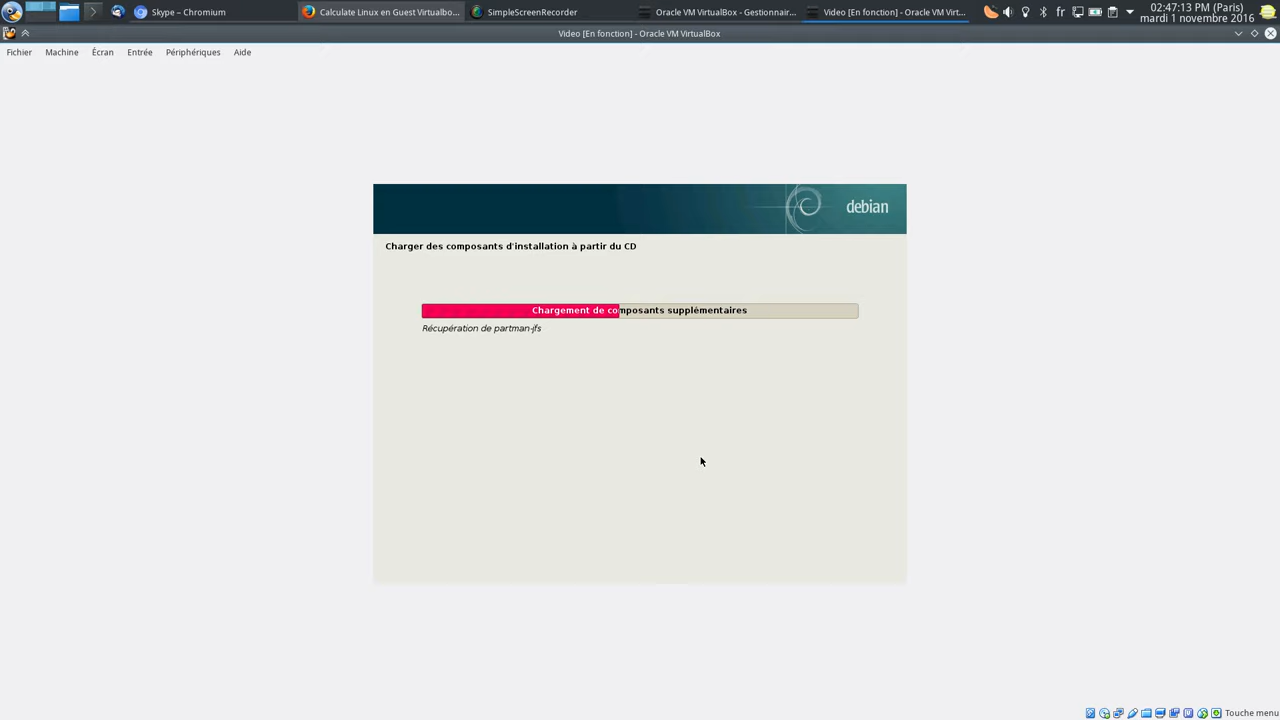 Skype – Chromium
Calculate Linux en Guest Virtualbo...
SimpleScreenRecorder
Oracle VM VirtualBox - Gestionnair...
Video [En fonction] - Oracle VM Virt...
fr
02:47:13 PM (Paris)
mardi 1 novembre 2016
Video [En fonction] - Oracle VM VirtualBox
Fichier
Machine
Écran
Entrée
Périphériques
Aide
debian
Charger des composants d'installation à partir du CD
Chargement de composants supplémentaires
Récupération de partman-jfs
Touche menu